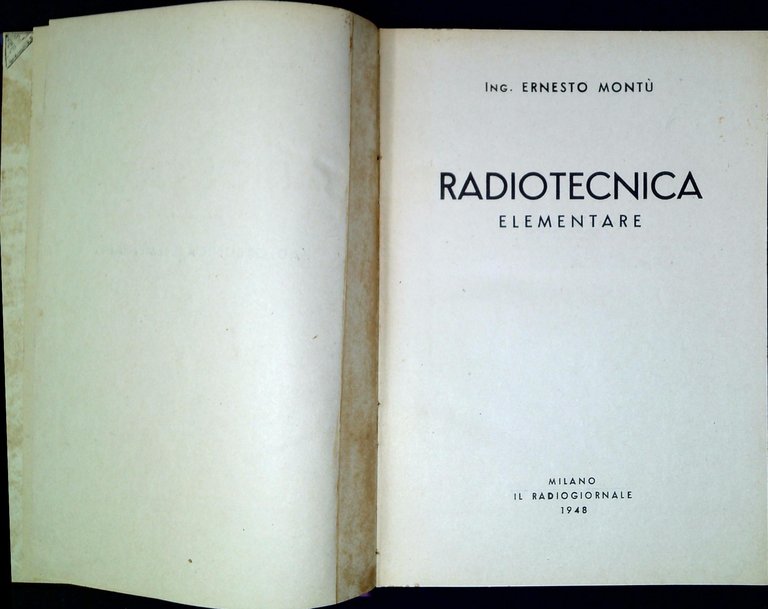 ING. ERNESTO MONTÙ
RADIOTECNICA
ELEMENTARE
MILANO
IL RADIOGIORNALE
1948